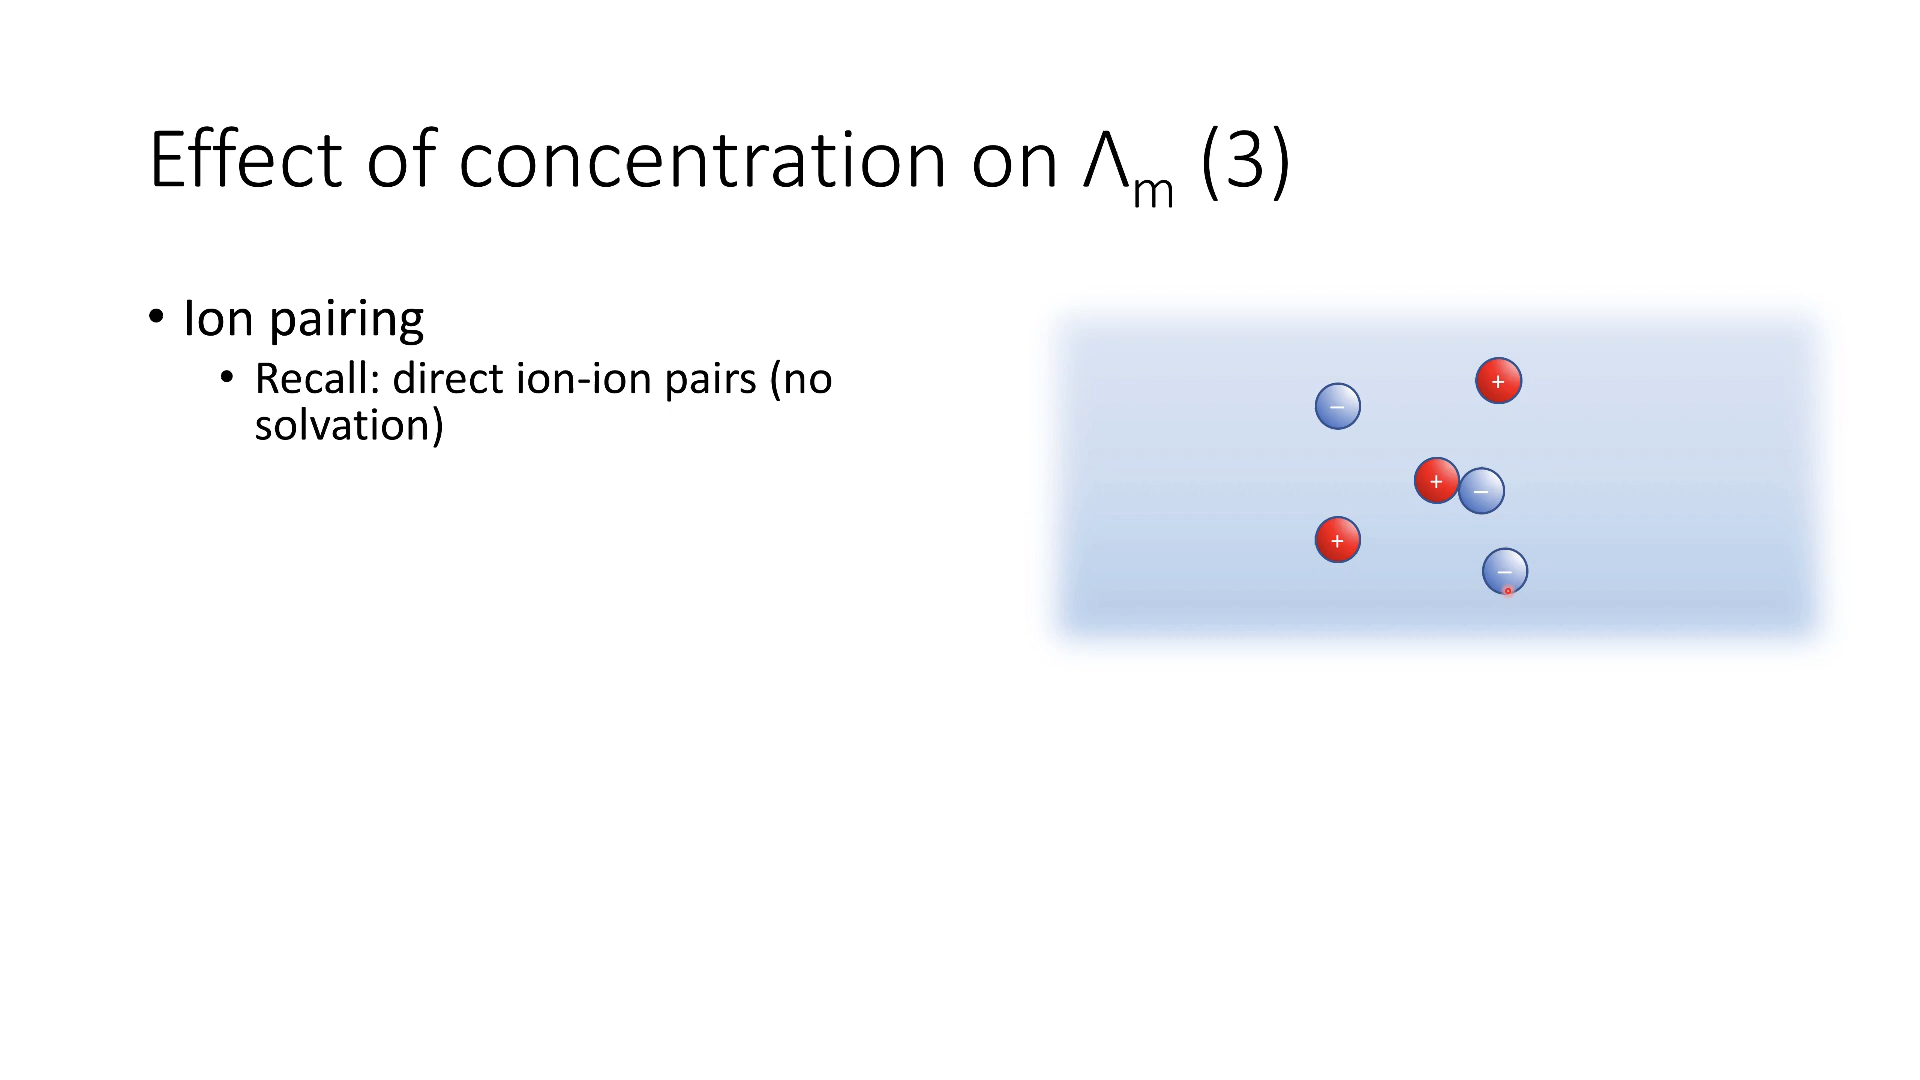 Effect of concentration on Λm (3)
• Ion pairing
• Recall: direct ion-ion pairs (no
solvation)
+
–
+
–
+
–